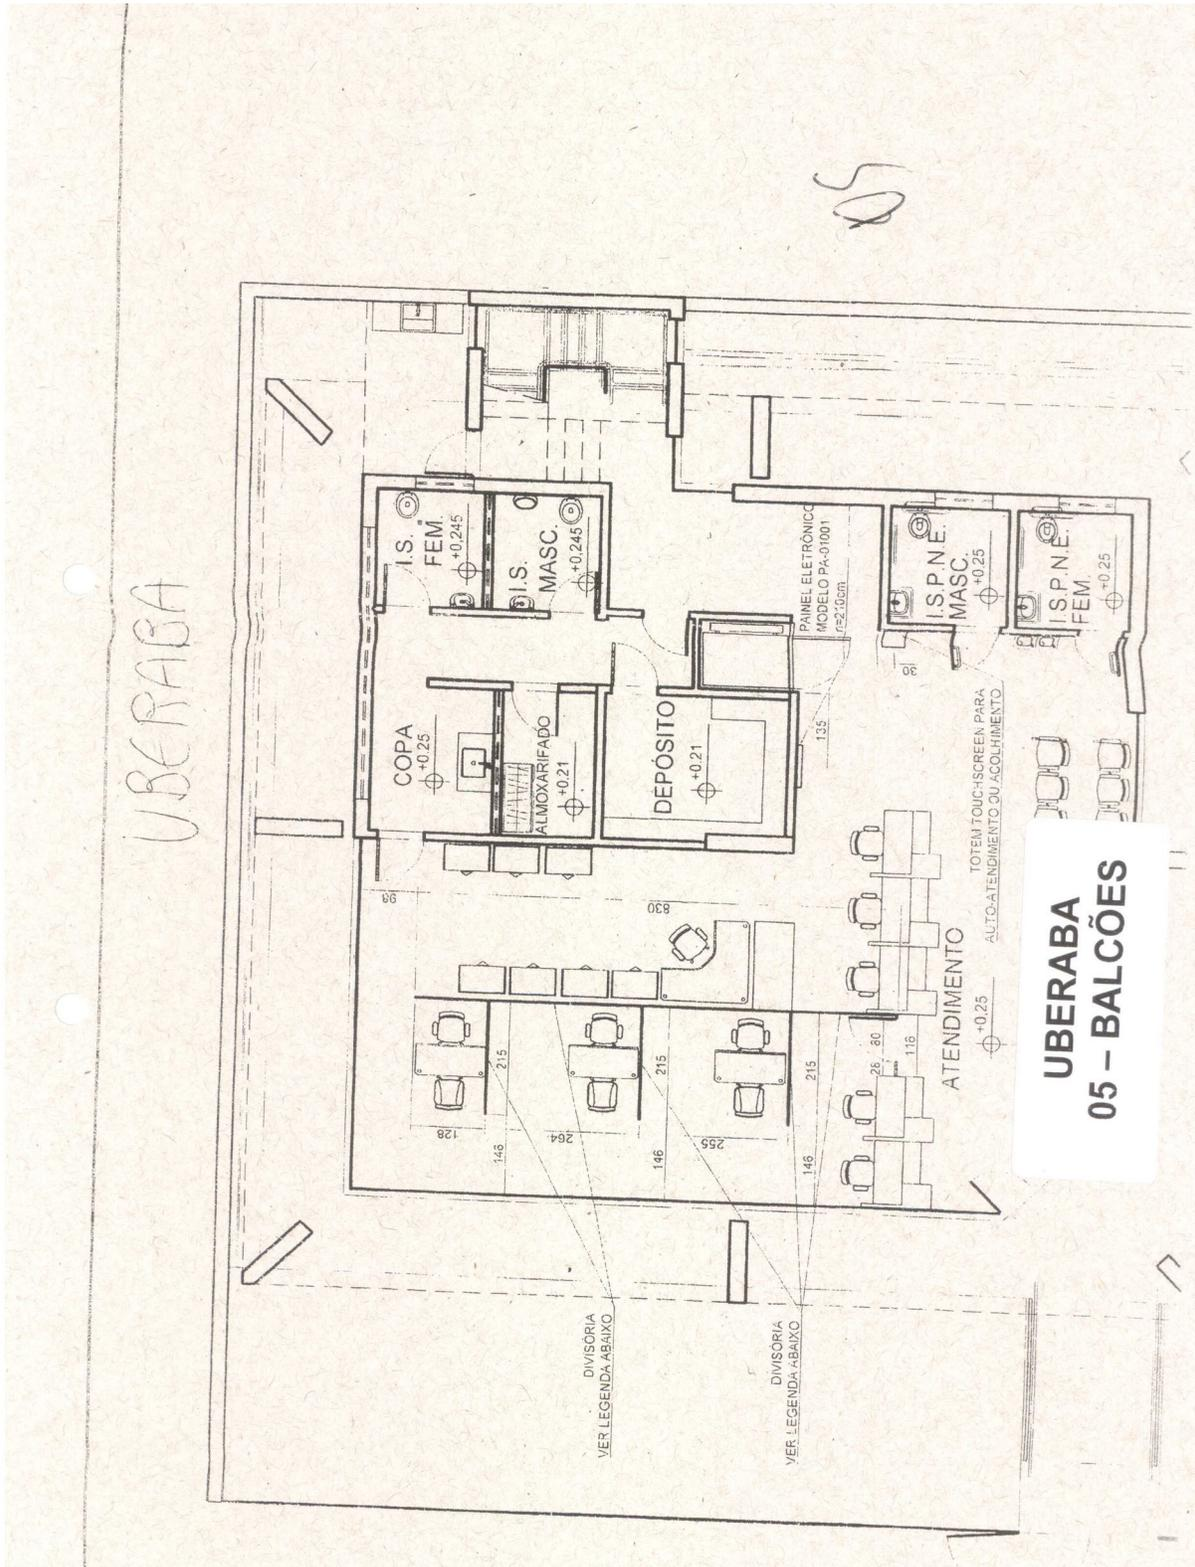 UBERABA
05
I.S.
FEM.
+0,245
I.S.
MASC.
+0,245
COPA
+0.25
ALMOXARIFADO
+0,21
DEPÓSITO
+0,21
PAINEL ELETRÔNICO
MODELO PA-01001
I.S.P.N.E.
MASC.
+0,25
I.S.P.N.E.
FEM.
+0,25
135
98
830
TOTEM TOUCHSCREEN PARA
AUTO-ATENDIMENTO OU ACOLHIMENTO
ATENDIMENTO
+0,25
215
215
215
80
26
116
128
264
255
146
146
146
DIVISÓRIA
VER LEGENDA ABAIXO
DIVISÓRIA
VER LEGENDA ABAIXO
UBERABA
05 – BALCÕES